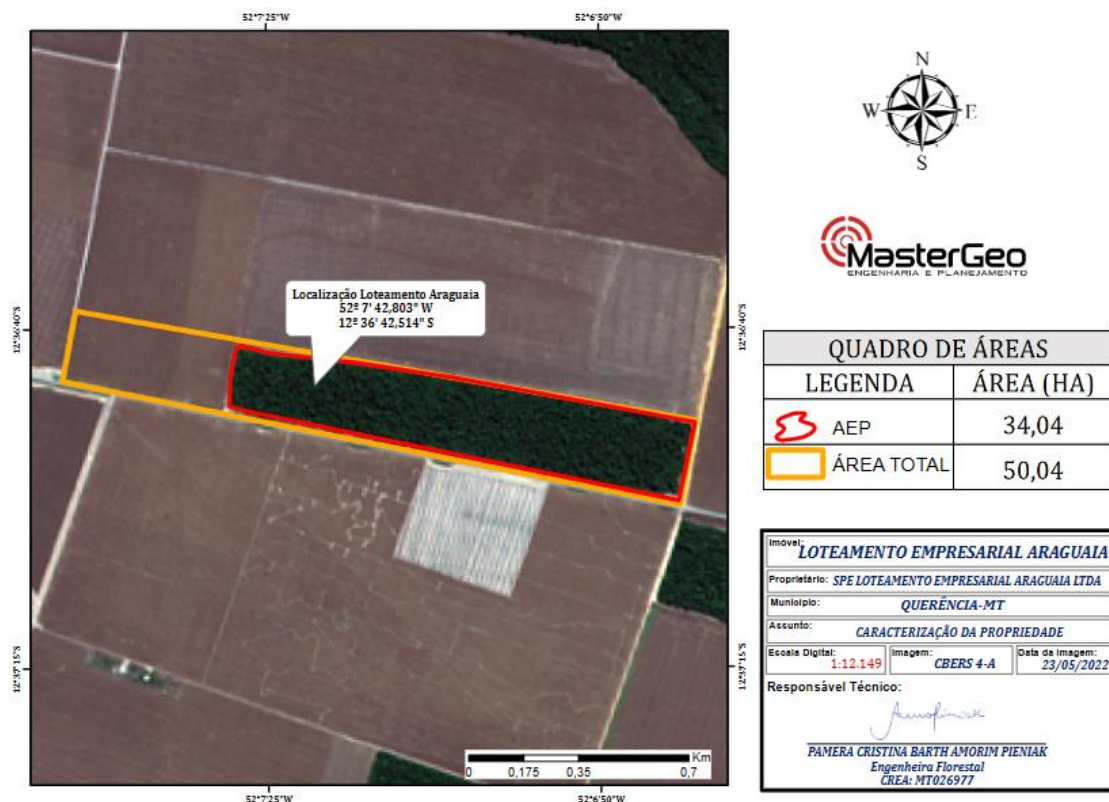 52°7'25"W
52°6'50"W
12°36'40"S
12°36'40"S
Localização Loteamento Araguaia
52º 7' 42,803" W
12º 36' 42,514" S
12°37'15"S
12°37'15"S
Km
0 0,175 0,35 0,7
52°7'25"W
52°6'50"W
N
W E
S
MasterGeo
ENGENHARIA E PLANEJAMENTO
QUADRO DE ÁREAS
LEGENDA ÁREA (HA)
AEP 34,04
ÁREA TOTAL 50,04
Imóvel: LOTEAMENTO EMPRESARIAL ARAGUAIA
Proprietário: SPE LOTEAMENTO EMPRESARIAL ARAGUAIA LTDA
Município: QUERÊNCIA-MT
Assunto: CARACTERIZAÇÃO DA PROPRIEDADE
Escala Digital: 1:12.149 Imagem: CBERS 4-A Data da Imagem: 23/05/2022
Responsável Técnico:
PAMERA CRISTINA BARTH AMORIM PIENIAK
Engenheira Florestal
CREA: MT026977